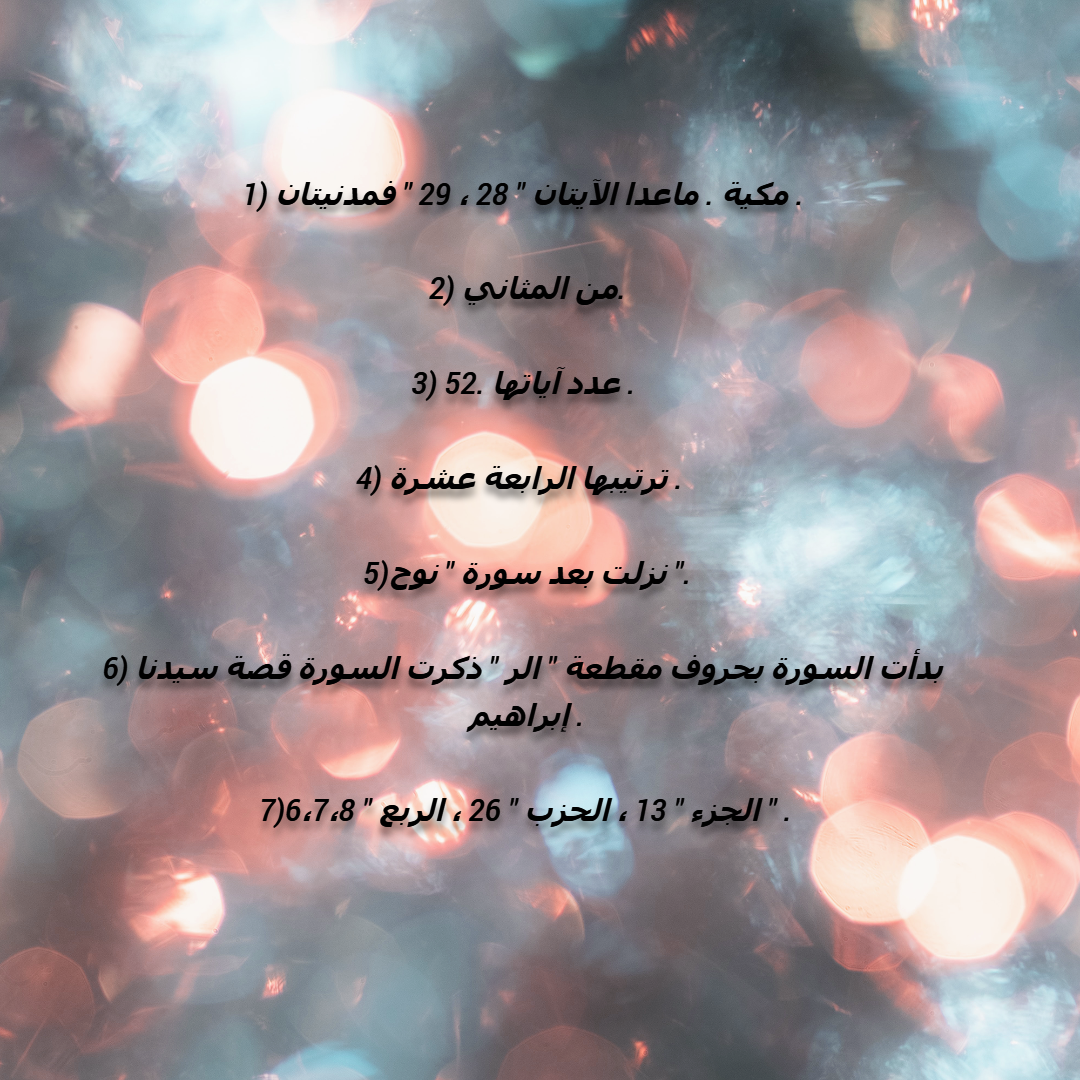 1) مكية . ماعدا الآيتان " 28 ، 29 " فمدنيتان .
2) من المثاني.
3) عدد آياتها .52 .
4) ترتيبها الرابعة عشرة .
5)نزلت بعد سورة " نوح ".
6) بدأت السورة بحروف مقطعة " الر " ذكرت السورة قصة سيدنا
إبراهيم .
7)الجزء " 13 ، الحزب " 26 ، الربع " 6،7،8 " .